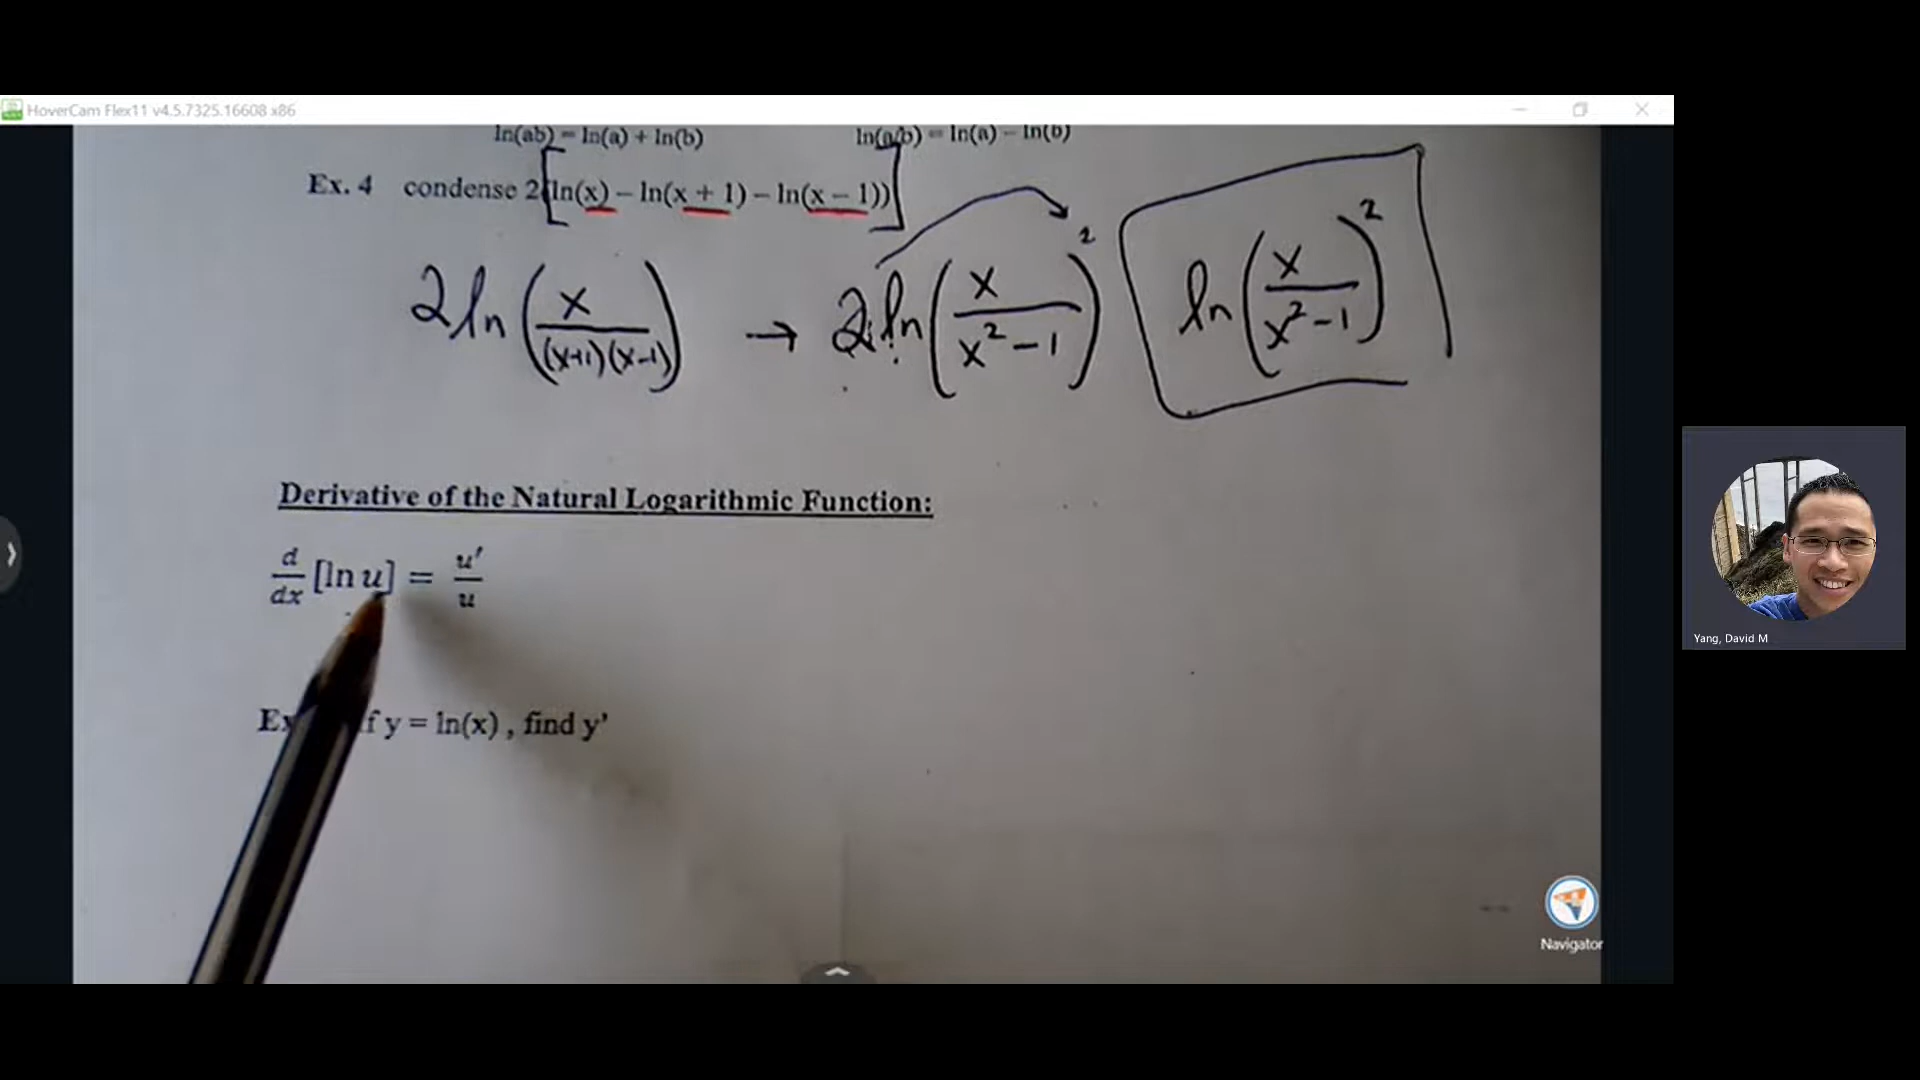 HoverCam Flex11 v4.5.7325.16608 x86
ln(ab) = ln(a) + ln(b) ln(a/b) = ln(a) - ln(b)
Ex. 4 condense 2[(ln(x) – ln(x + 1) – ln(x – 1))]
2ln(x/((x+1)(x-1))) → 2ln(x/(x²-1))² ln(x/(x²-1))²
Derivative of the Natural Logarithmic Function:
d/dx [ln u] = u'/u
Ex f y = ln(x) , find y'
Yang, David M
Navigator